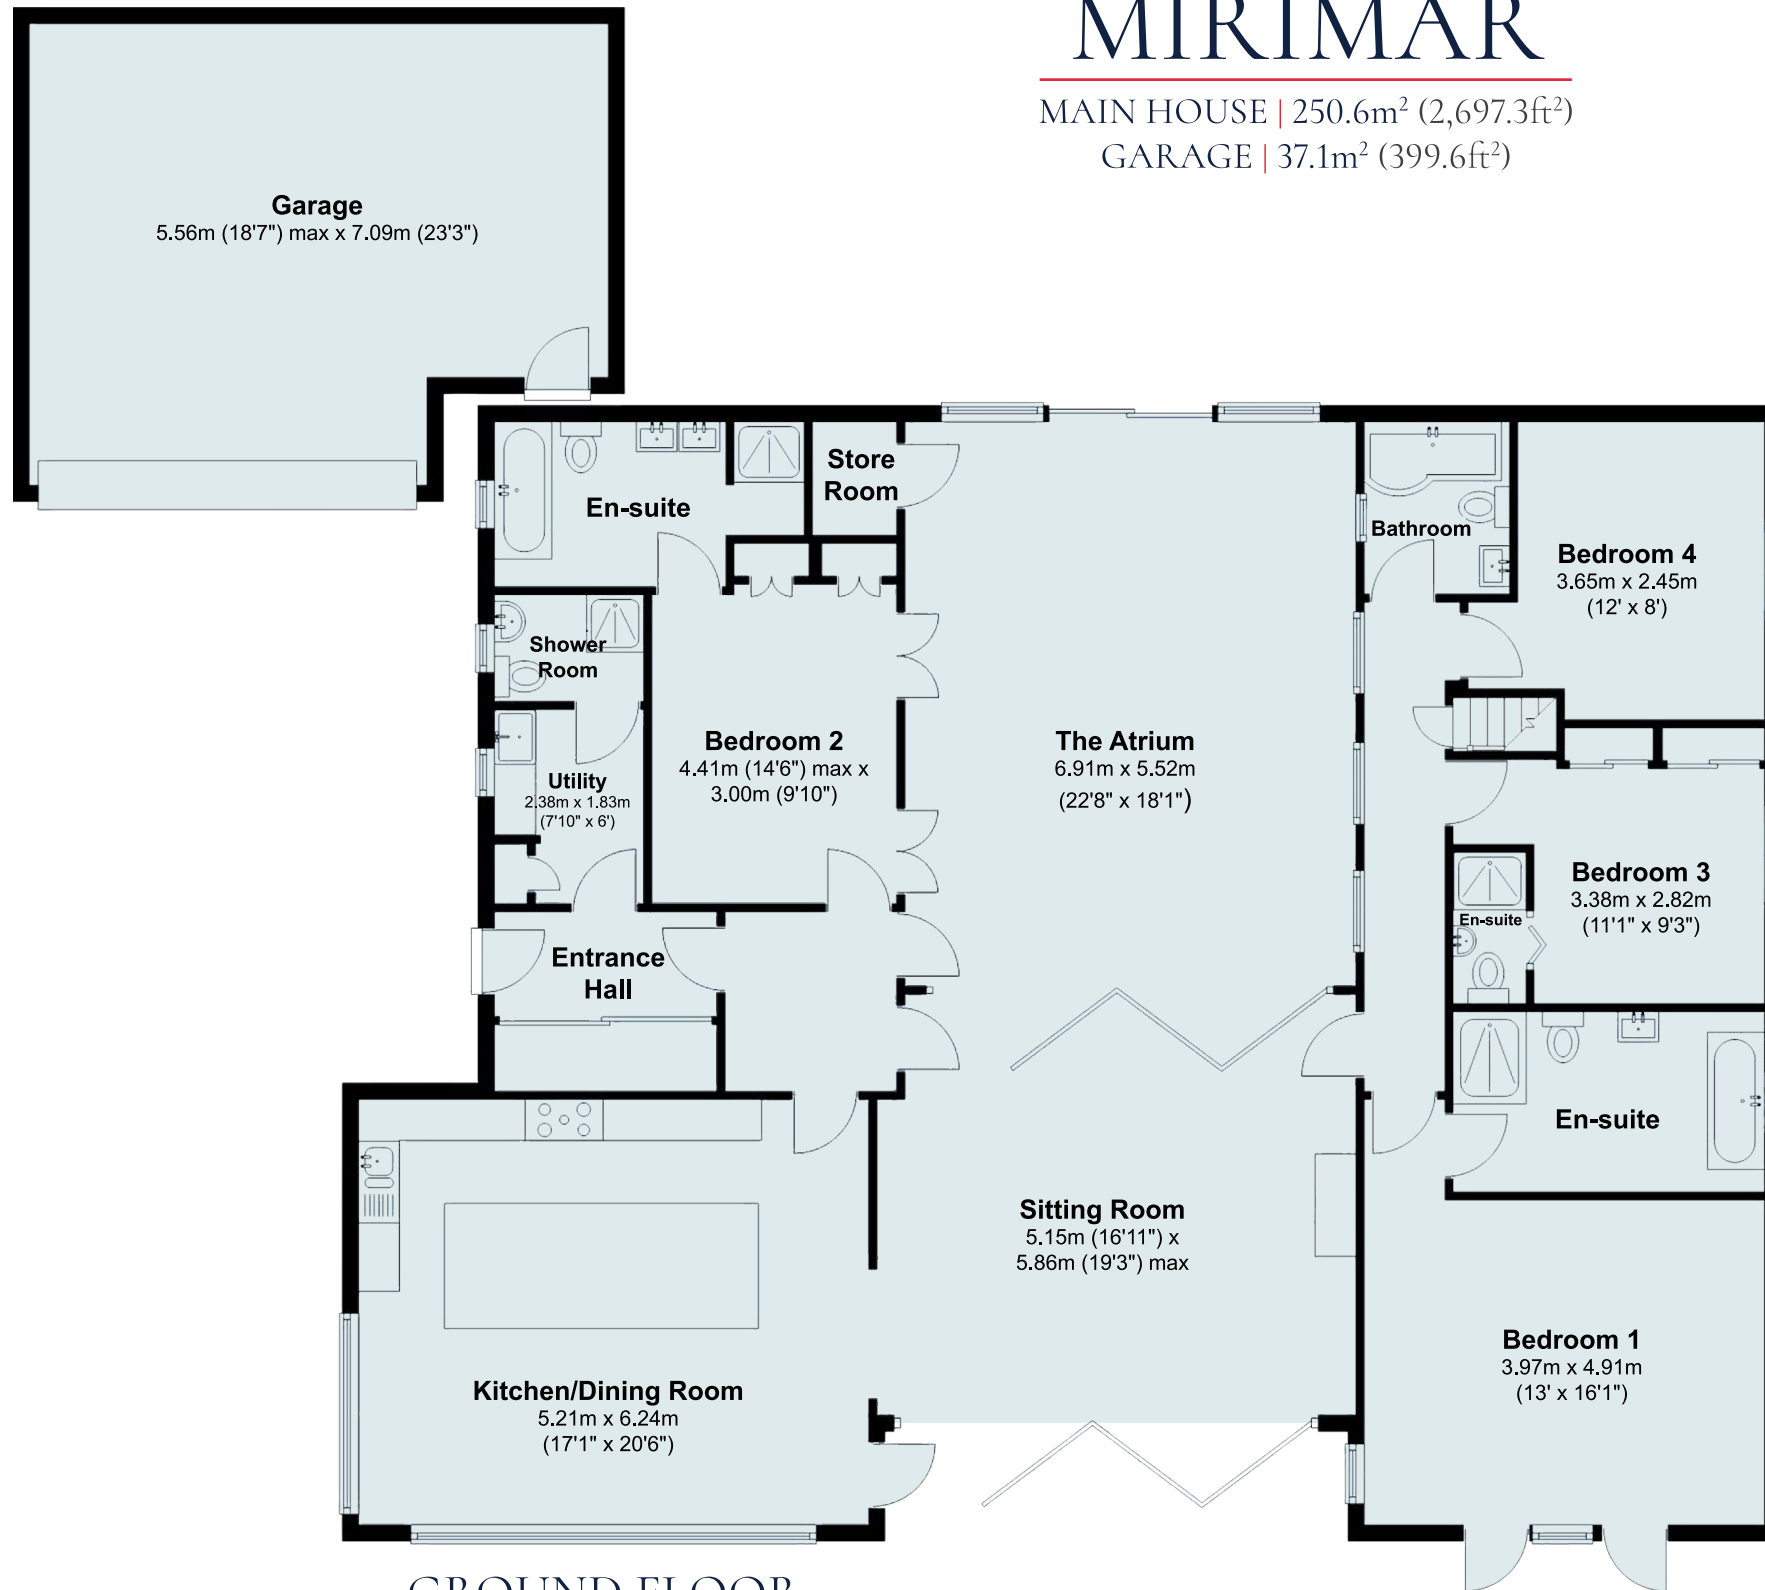 MIRIMAR
MAIN HOUSE | 250.6m² (2,697.3ft²)
GARAGE | 37.1m² (399.6ft²)
Garage
5.56m (18'7") max x 7.09m (23'3")
En-suite
Store
Room
Bathroom
Bedroom 4
3.65m x 2.45m
(12' x 8')
Shower
Room
Utility
2.38m x 1.83m
(7'10" x 6')
Bedroom 2
4.41m (14'6") max x
3.00m (9'10")
The Atrium
6.91m x 5.52m
(22'8" x 18'1")
Bedroom 3
3.38m x 2.82m
(11'1" x 9'3")
En-suite
Entrance
Hall
En-suite
Sitting Room
5.15m (16'11") x
5.86m (19'3") max
Bedroom 1
3.97m x 4.91m
(13' x 16'1")
Kitchen/Dining Room
5.21m x 6.24m
(17'1" x 20'6")
GROUND FLOOR